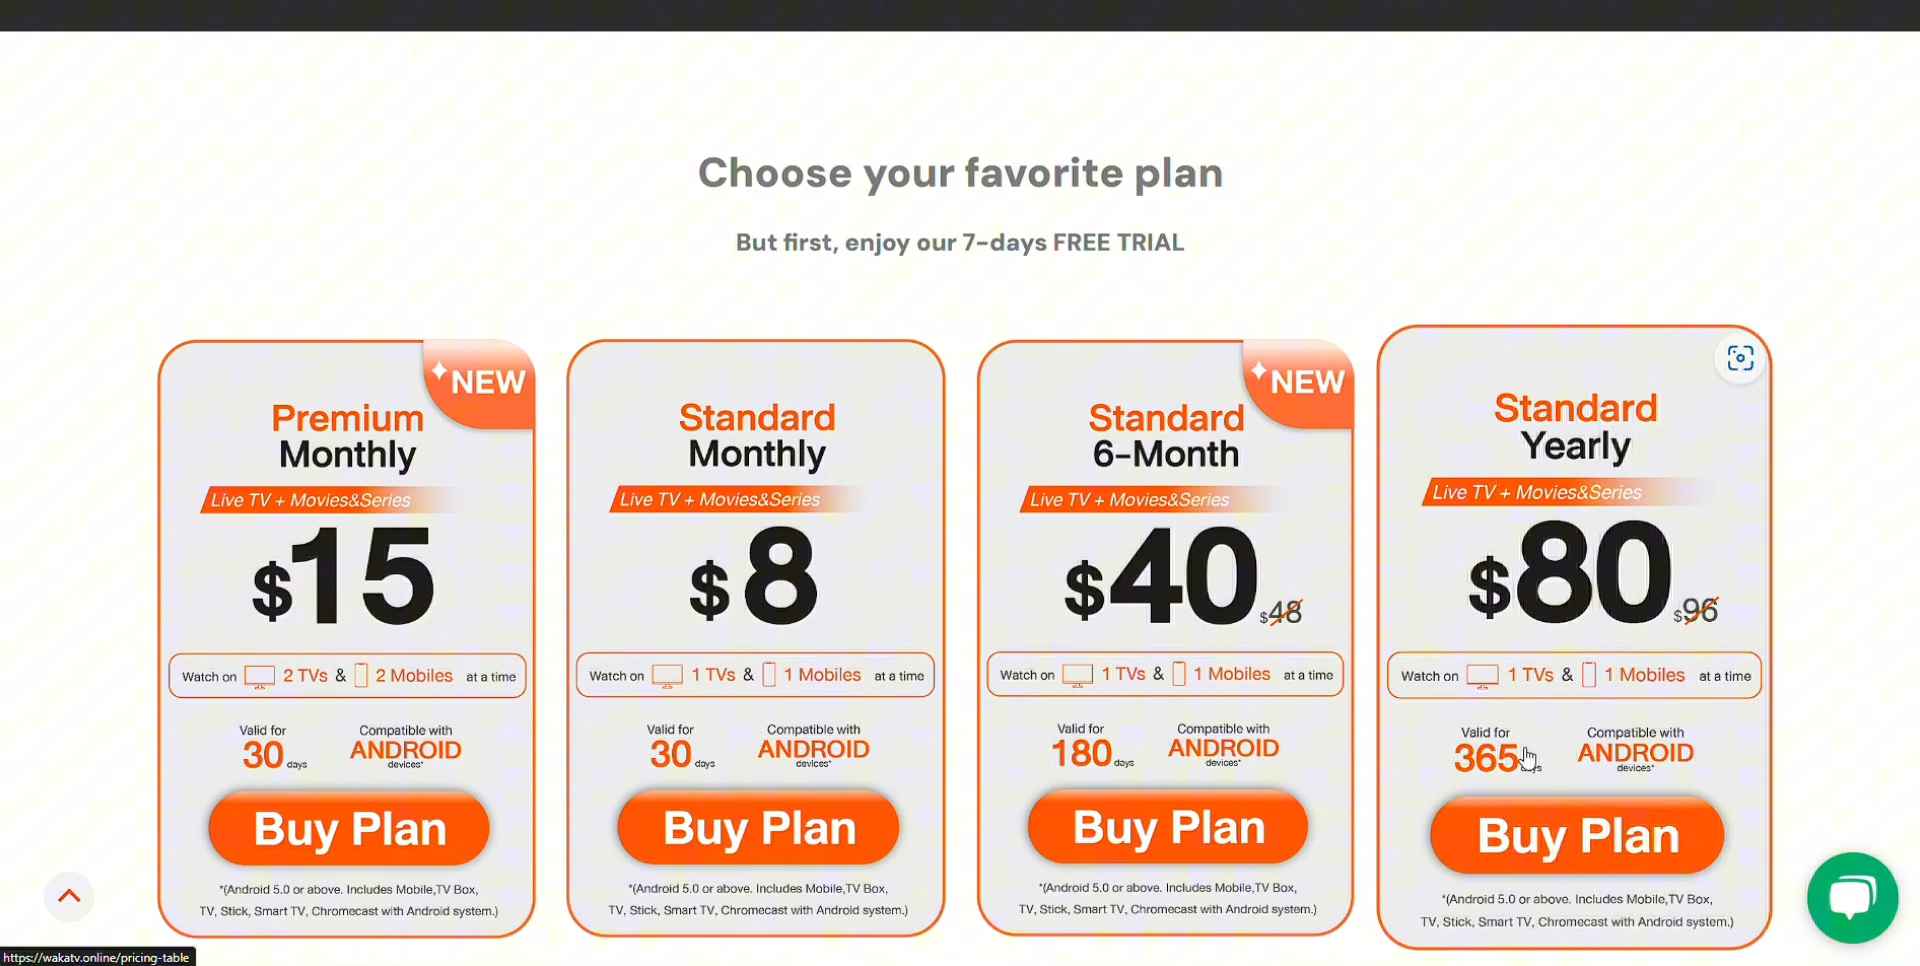 Choose your favorite plan
But first, enjoy our 7-days FREE TRIAL
NEW
Premium
Monthly
Live TV + Movies&Series
$15
Watch on 2 TVs & 2 Mobiles at a time
Valid for
30 days
Compatible with
ANDROID
devices*
Buy Plan
*(Android 5.0 or above. Includes Mobile,TV Box,
TV, Stick, Smart TV, Chromecast with Android system.)
Standard
Monthly
Live TV + Movies&Series
$8
Watch on 1 TVs & 1 Mobiles at a time
Valid for
30 days
Compatible with
ANDROID
devices*
Buy Plan
*(Android 5.0 or above. Includes Mobile,TV Box,
TV, Stick, Smart TV, Chromecast with Android system.)
NEW
Standard
6-Month
Live TV + Movies&Series
$40 $48
Watch on 1 TVs & 1 Mobiles at a time
Valid for
180 days
Compatible with
ANDROID
devices*
Buy Plan
*(Android 5.0 or above. Includes Mobile,TV Box,
TV, Stick, Smart TV, Chromecast with Android system.)
Standard
Yearly
Live TV + Movies&Series
$80 $96
Watch on 1 TVs & 1 Mobiles at a time
Valid for
365
Compatible with
ANDROID
devices*
Buy Plan
*(Android 5.0 or above. Includes Mobile,TV Box,
TV, Stick, Smart TV, Chromecast with Android system.)
https://wakatv.online/pricing-table